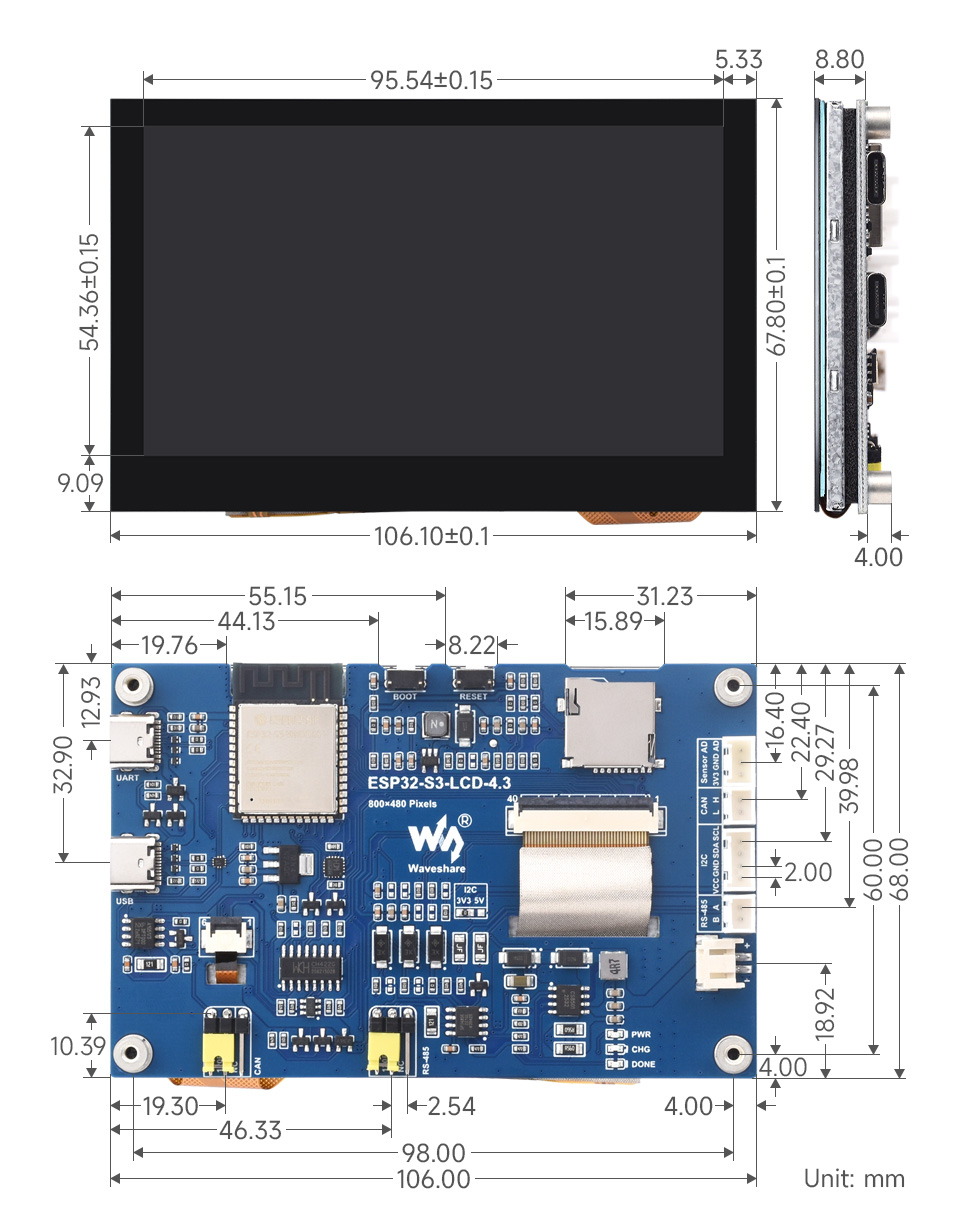 5.33
8.80
95.54±0.15
54.36±0.15
67.80±0.1
9.09
106.10±0.1
4.00
55.15
31.23
44.13
15.89
19.76
8.22
12.93
32.90
BOOT
RESET
16.40
22.40
29.27
39.98
60.00
68.00
UART
ESP32-S3-LCD-4.3
800×480 Pixels
40
Sensor AD
3V3 GND AD
CAN
L H
I2C
VCC GND SDA SCL
RS-485
B A
2.00
®
Waveshare
I2C
3V3 5V
USB
4R7
18.92
10.39
PWR
CHG
DONE
CAN
RS-485
4.00
19.30
2.54
4.00
46.33
98.00
106.00
Unit: mm